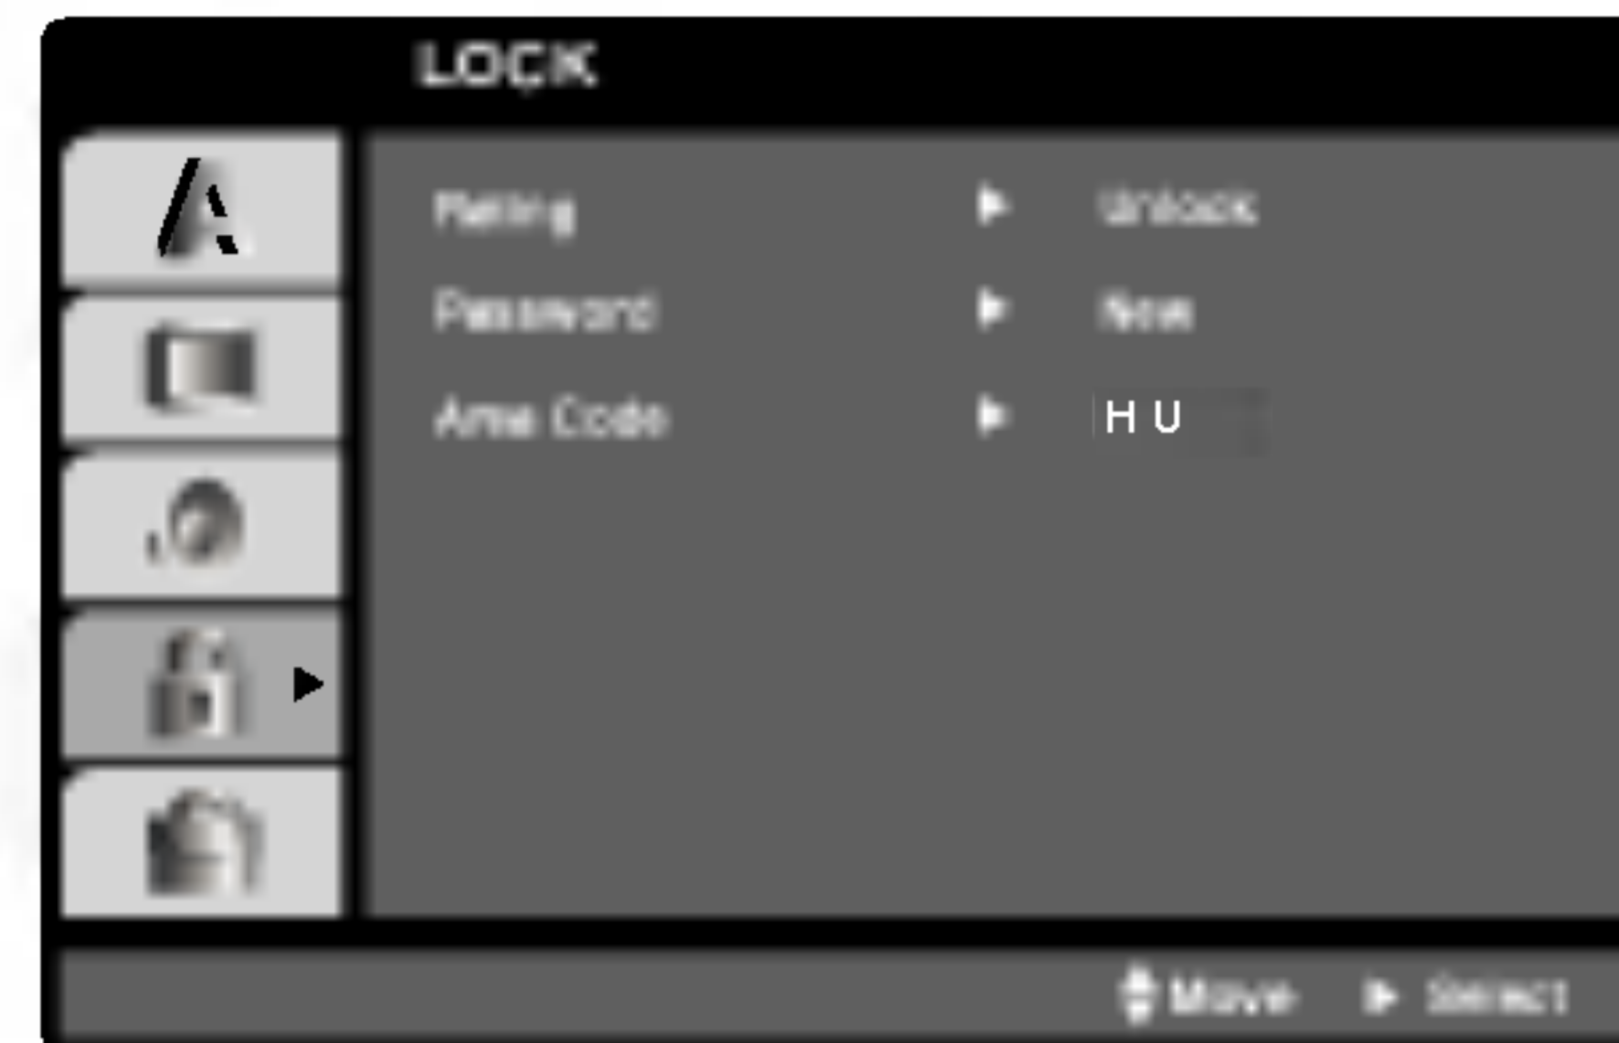 LOCK
Rating Unlock
Password New
Area Code H U
Move Select